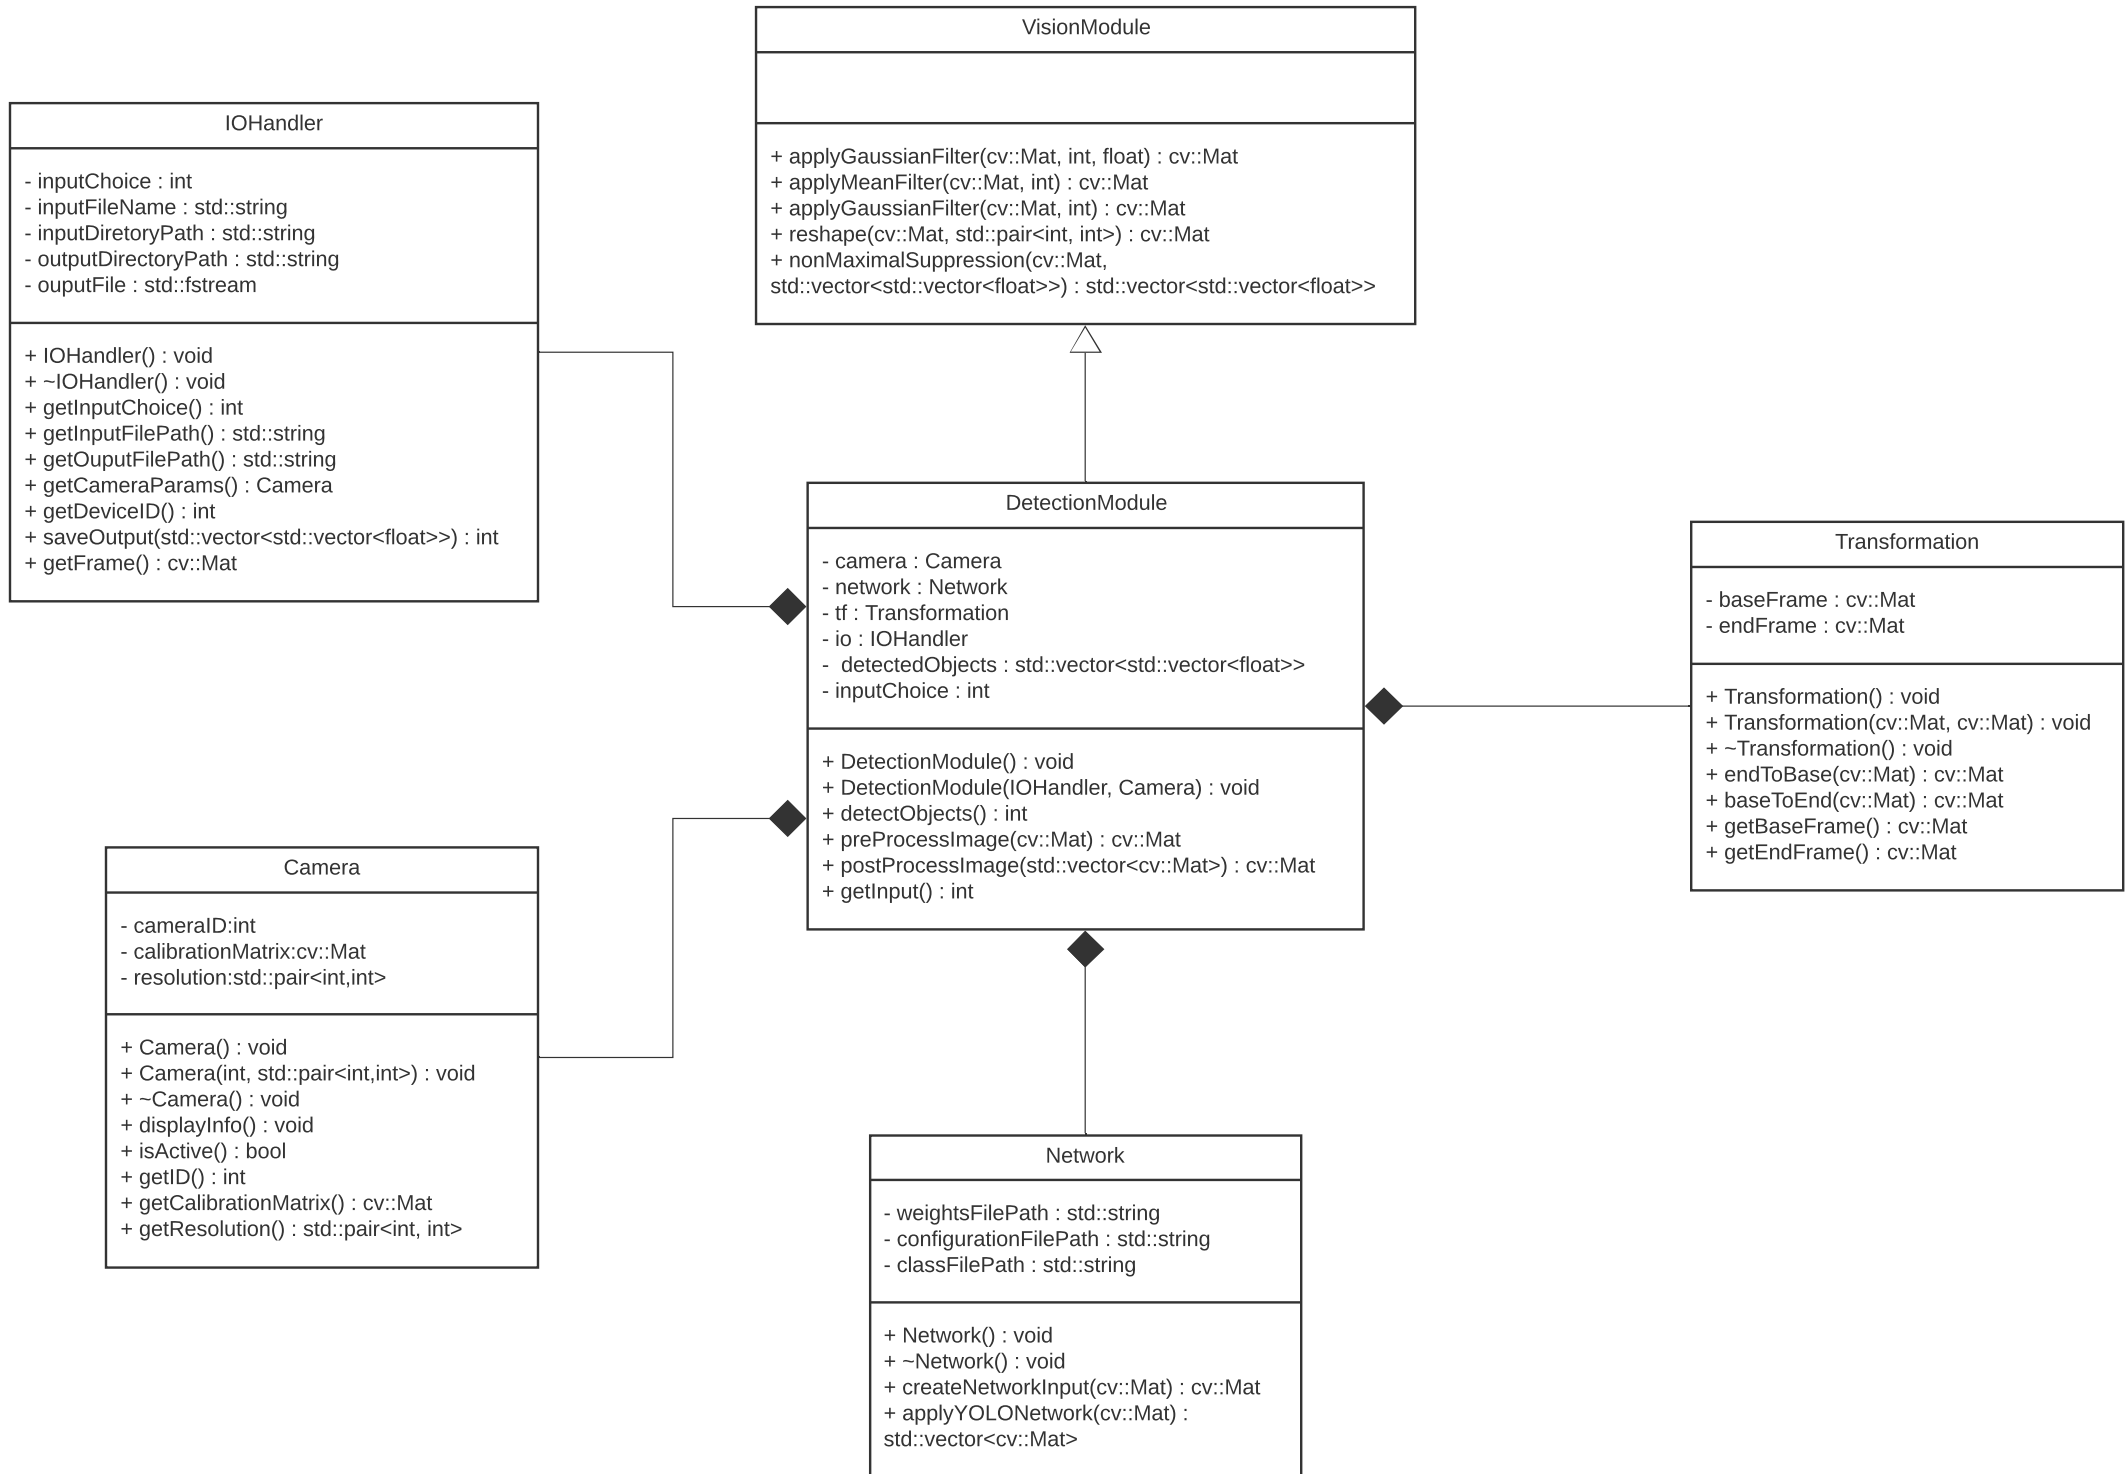 VisionModule
+ applyGaussianFilter(cv::Mat, int, float) : cv::Mat
+ applyMeanFilter(cv::Mat, int) : cv::Mat
+ applyGaussianFilter(cv::Mat, int) : cv::Mat
+ reshape(cv::Mat, std::pair<int, int>) : cv::Mat
+ nonMaximalSuppression(cv::Mat,
std::vector<std::vector<float>>) : std::vector<std::vector<float>>
IOHandler
- inputChoice : int
- inputFileName : std::string
- inputDiretoryPath : std::string
- outputDirectoryPath : std::string
- ouputFile : std::fstream
+ IOHandler() : void
+ ~IOHandler() : void
+ getInputChoice() : int
+ getInputFilePath() : std::string
+ getOuputFilePath() : std::string
+ getCameraParams() : Camera
+ getDeviceID() : int
+ saveOutput(std::vector<std::vector<float>>) : int
+ getFrame() : cv::Mat
DetectionModule
- camera : Camera
- network : Network
- tf : Transformation
- io : IOHandler
-  detectedObjects : std::vector<std::vector<float>>
- inputChoice : int
+ DetectionModule() : void
+ DetectionModule(IOHandler, Camera) : void
+ detectObjects() : int
+ preProcessImage(cv::Mat) : cv::Mat
+ postProcessImage(std::vector<cv::Mat>) : cv::Mat
+ getInput() : int
Transformation
- baseFrame : cv::Mat
- endFrame : cv::Mat
+ Transformation() : void
+ Transformation(cv::Mat, cv::Mat) : void
+ ~Transformation() : void
+ endToBase(cv::Mat) : cv::Mat
+ baseToEnd(cv::Mat) : cv::Mat
+ getBaseFrame() : cv::Mat
+ getEndFrame() : cv::Mat
Camera
- cameraID:int
- calibrationMatrix:cv::Mat
- resolution:std::pair<int,int>
+ Camera() : void
+ Camera(int, std::pair<int,int>) : void
+ ~Camera() : void
+ displayInfo() : void
+ isActive() : bool
+ getID() : int
+ getCalibrationMatrix() : cv::Mat
+ getResolution() : std::pair<int, int>
Network
- weightsFilePath : std::string
- configurationFilePath : std::string
- classFilePath : std::string
+ Network() : void
+ ~Network() : void
+ createNetworkInput(cv::Mat) : cv::Mat
+ applyYOLONetwork(cv::Mat) :
std::vector<cv::Mat>